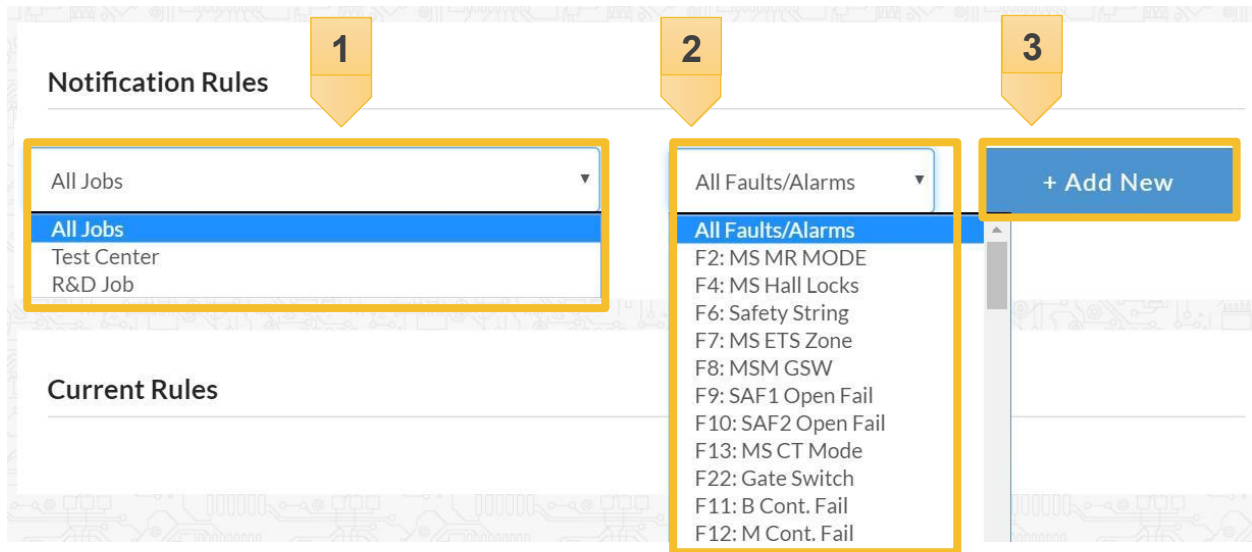 1
2
3
Notification Rules
All Jobs ▼
All Faults/Alarms ▼
+ Add New
All Jobs
Test Center
R&D Job
All Faults/Alarms
F2: MS MR MODE
F4: MS Hall Locks
F6: Safety String
F7: MS ETS Zone
F8: MSM GSW
F9: SAF1 Open Fail
F10: SAF2 Open Fail
F13: MS CT Mode
F22: Gate Switch
F11: B Cont. Fail
F12: M Cont. Fail
Current Rules